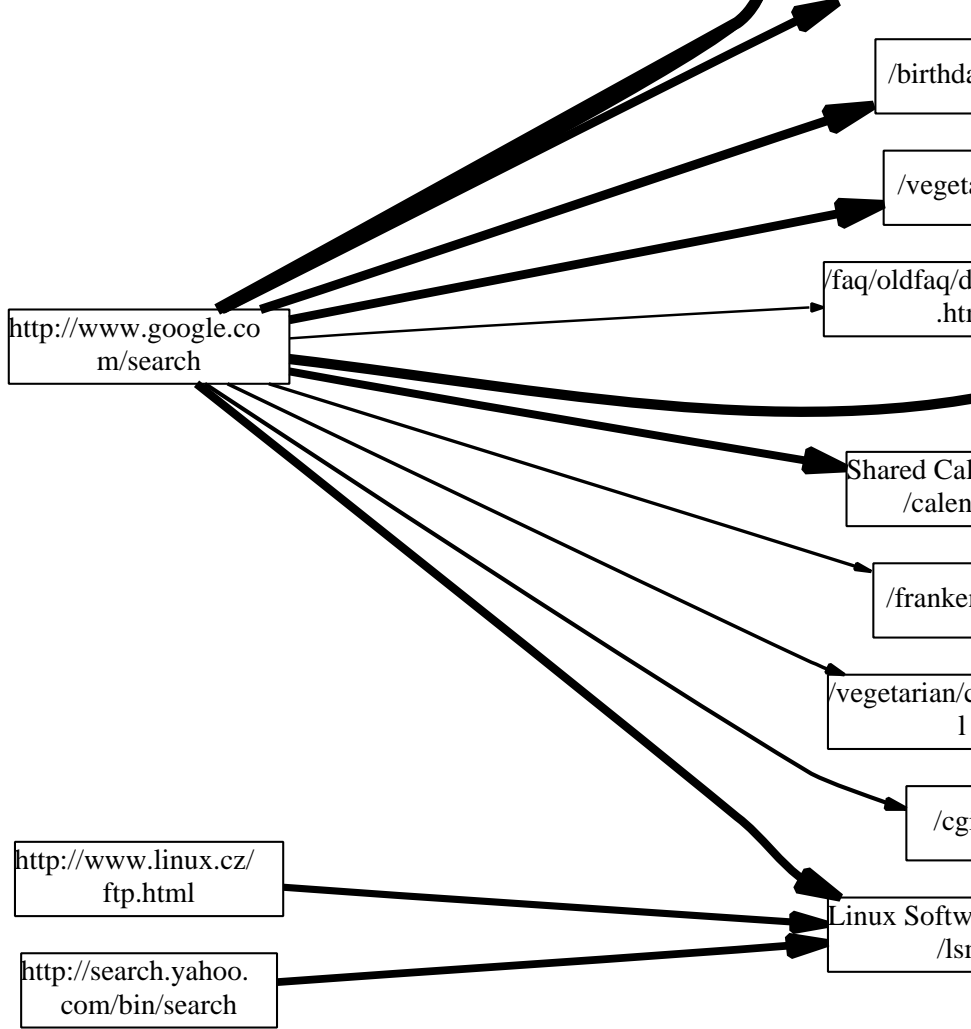 /birthda
/vegeta
/faq/oldfaq/d
.htm
http://www.google.co
m/search
Shared Cal
/calen
/franke
/vegetarian/c
l
/cgi
http://www.linux.cz/
ftp.html
Linux Softw
/lsm
http://search.yahoo.
com/bin/search